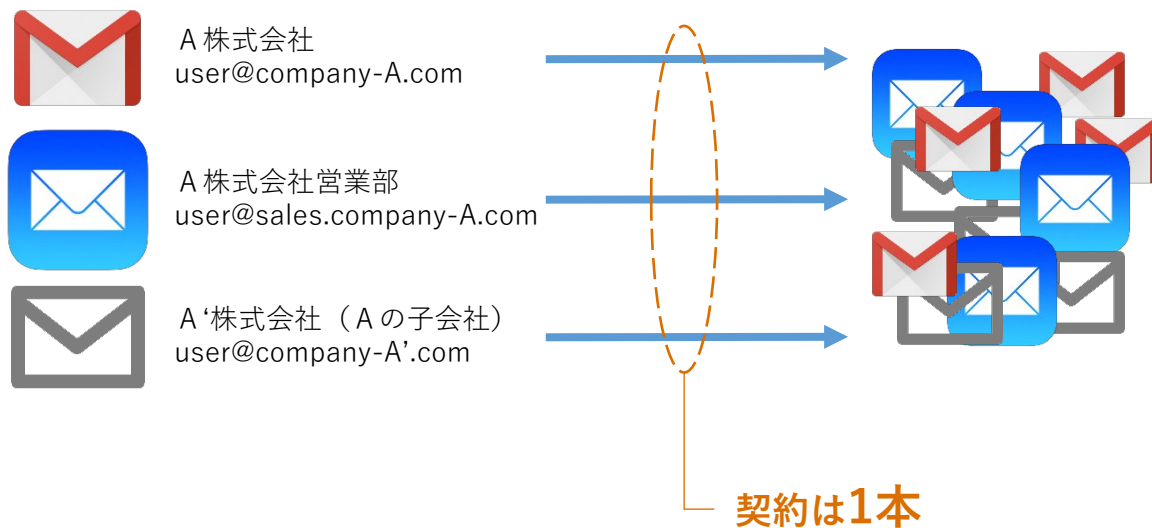 A株式会社
user@company-A.com
A株式会社営業部
user@sales.company-A.com
A‘株式会社（Aの子会社）
user@company-A’.com
契約は1本